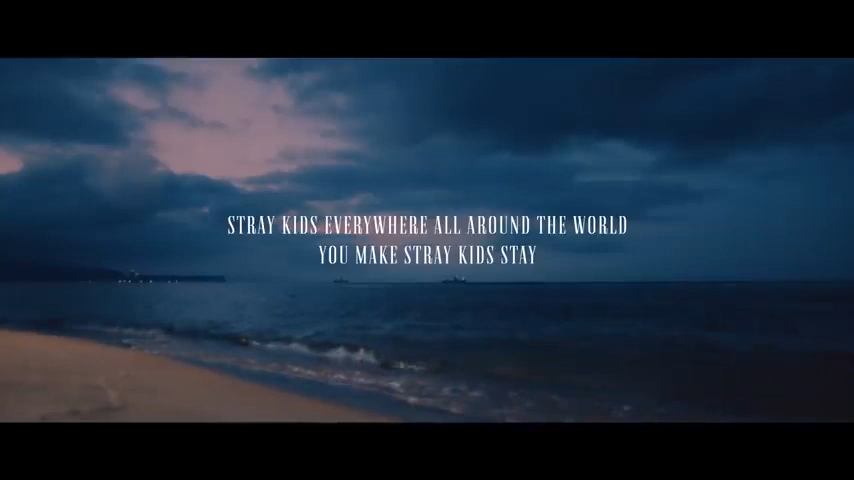 STRAY KIDS EVERYWHERE ALL AROUND THE WORLD
YOU MAKE STRAY KIDS STAY